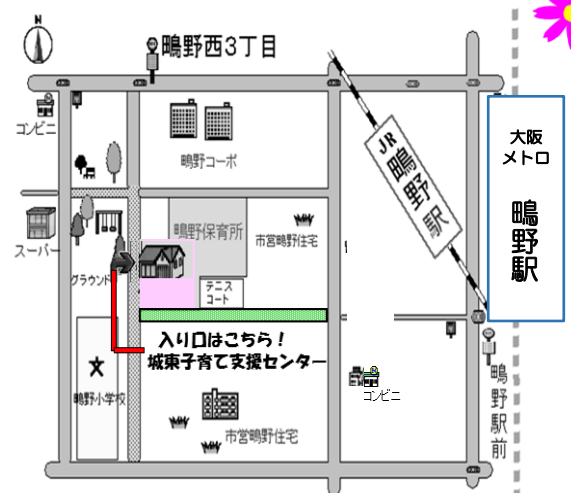 N
鴫野西3丁目
コンビニ
鴫野コーポ
JR
鴫野駅
大阪
メトロ
鴫野駅
スーパー
鴫野保育所
市営鴫野住宅
グラウンド
テニス
コート
入り口はこちら！
城東子育て支援センター
文
鴫野小学校
コンビニ
市営鴫野住宅
鴫野駅前